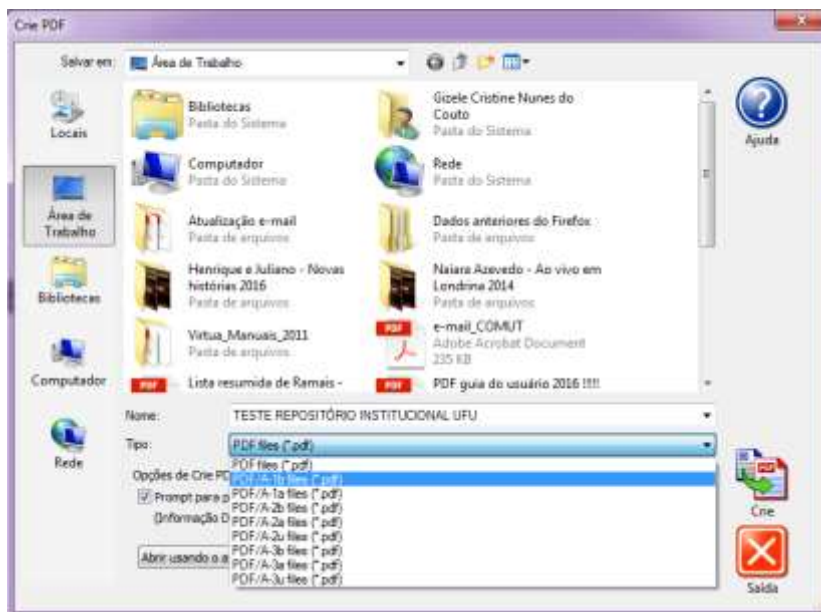 Crie PDF
Salvar em:
Área de Trabalho
Locais
Área de
Trabalho
Bibliotecas
Computador
Rede
Bibliotecas
Pasta do Sistema
Gizele Cristine Nunes do
Couto
Pasta do Sistema
Computador
Pasta do Sistema
Rede
Pasta do Sistema
Atualização e-mail
Pasta de arquivos
Dados anteriores do Firefox
Pasta de arquivos
Henrique e Juliano - Novas
histórias 2016
Pasta de arquivos
Naiara Azevedo - Ao vivo em
Londrina 2014
Pasta de arquivos
Virtua_Manuais_2011
Pasta de arquivos
PDF
e-mail_COMUT
Adobe Acrobat Document
235 KB
PDF
Lista resumida de Ramais -
PDF
PDF guia do usuário 2016 !!!!
Ajuda
Nome:
TESTE REPOSITÓRIO INSTITUCIONAL UFU
Tipo:
PDF files (*.pdf)
PDF files (*.pdf)
PDF/A-1b files (*.pdf)
PDF/A-1a files (*.pdf)
PDF/A-2b files (*.pdf)
PDF/A-2a files (*.pdf)
PDF/A-2u files (*.pdf)
PDF/A-3b files (*.pdf)
PDF/A-3a files (*.pdf)
PDF/A-3u files (*.pdf)
Opções de Crie PD
Prompt para p
(Informação D
Abrir usando o a
PDF
Crie
Saída